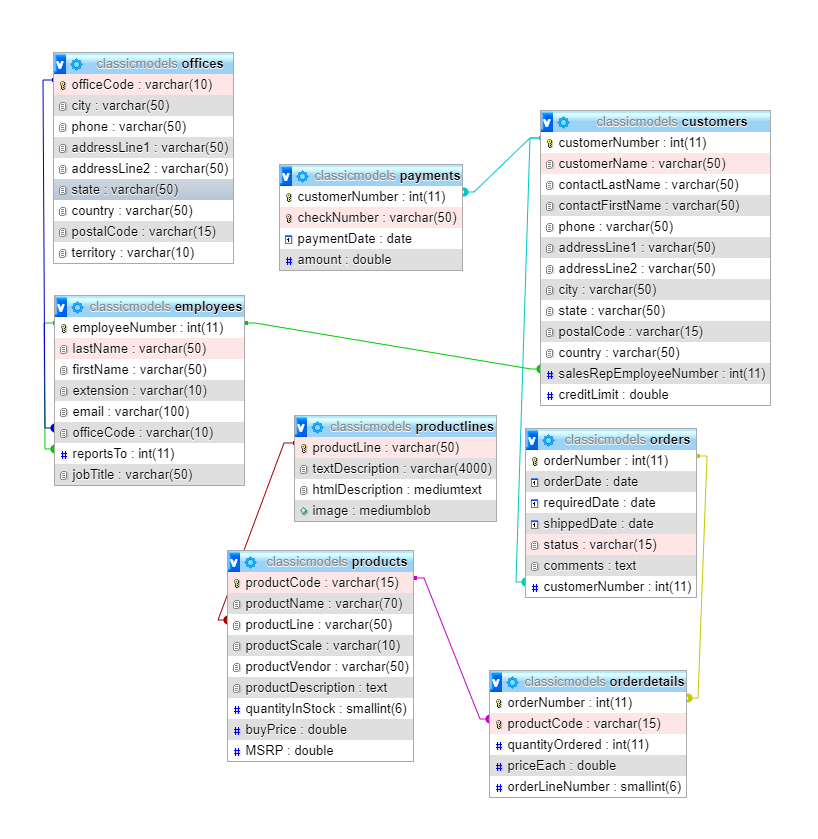 classicmodels offices
officeCode : varchar(10)
city : varchar(50)
phone : varchar(50)
addressLine1 : varchar(50)
addressLine2 : varchar(50)
state : varchar(50)
country : varchar(50)
postalCode : varchar(15)
territory : varchar(10)
classicmodels payments
customerNumber : int(11)
checkNumber : varchar(50)
paymentDate : date
amount : double
classicmodels customers
customerNumber : int(11)
customerName : varchar(50)
contactLastName : varchar(50)
contactFirstName : varchar(50)
phone : varchar(50)
addressLine1 : varchar(50)
addressLine2 : varchar(50)
city : varchar(50)
state : varchar(50)
postalCode : varchar(15)
country : varchar(50)
salesRepEmployeeNumber : int(11)
creditLimit : double
classicmodels employees
employeeNumber : int(11)
lastName : varchar(50)
firstName : varchar(50)
extension : varchar(10)
email : varchar(100)
officeCode : varchar(10)
reportsTo : int(11)
jobTitle : varchar(50)
classicmodels productlines
productLine : varchar(50)
textDescription : varchar(4000)
htmlDescription : mediumtext
image : mediumblob
classicmodels orders
orderNumber : int(11)
orderDate : date
requiredDate : date
shippedDate : date
status : varchar(15)
comments : text
customerNumber : int(11)
classicmodels products
productCode : varchar(15)
productName : varchar(70)
productLine : varchar(50)
productScale : varchar(10)
productVendor : varchar(50)
productDescription : text
quantityInStock : smallint(6)
buyPrice : double
MSRP : double
classicmodels orderdetails
orderNumber : int(11)
productCode : varchar(15)
quantityOrdered : int(11)
priceEach : double
orderLineNumber : smallint(6)